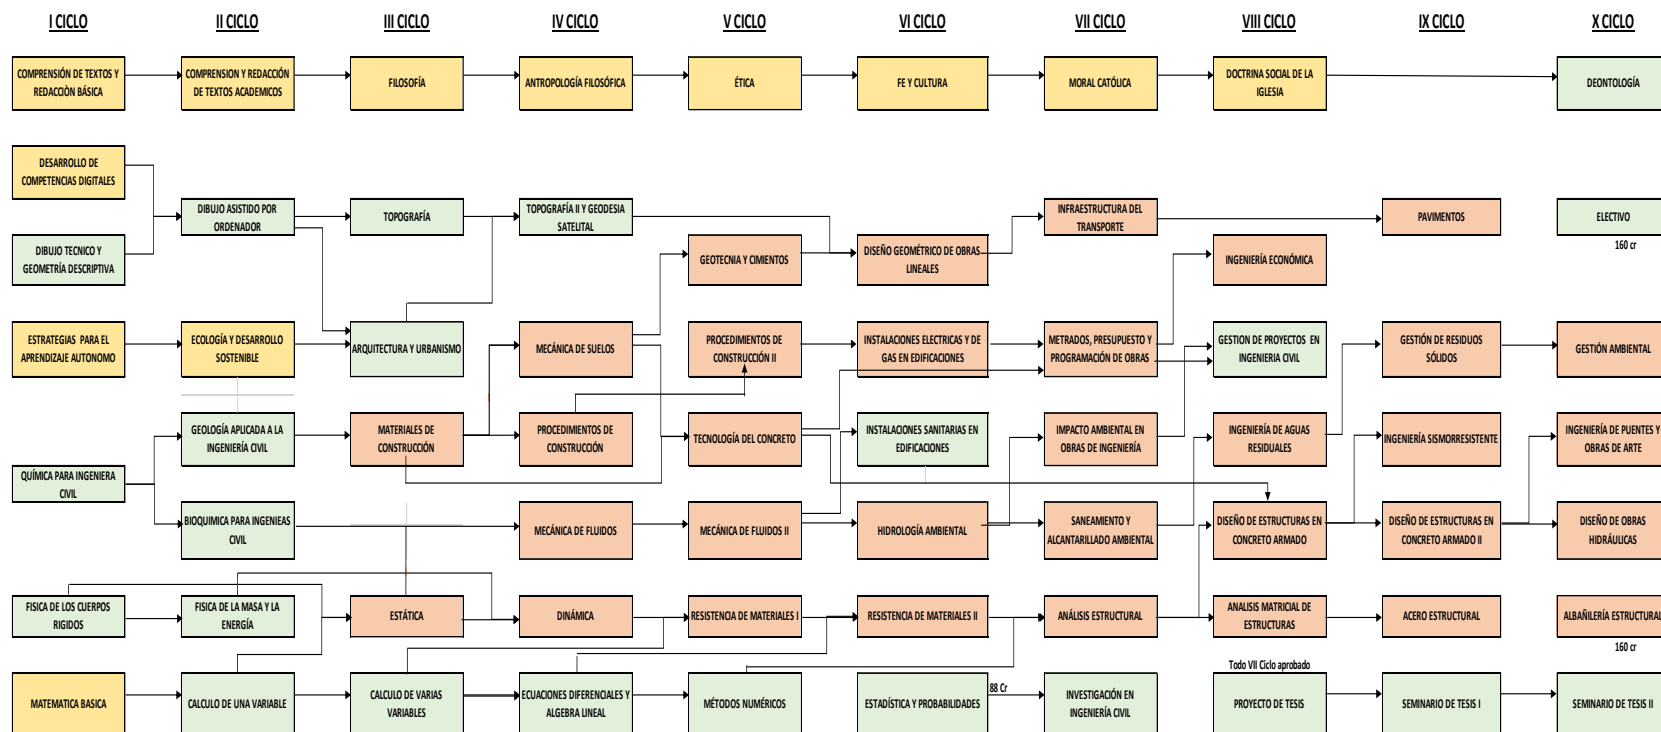 I CICLO
II CICLO
III CICLO
IV CICLO
V CICLO
VI CICLO
VII CICLO
VIII CICLO
IX CICLO
X CICLO
COMPRENSIÓN DE TEXTOS Y
REDACCIÒN BÁSICA
COMPRENSION Y REDACCIÓN
DE TEXTOS ACADEMICOS
FILOSOFÍA
ANTROPOLOGÍA FILOSÓFICA
ÉTICA
FE Y CULTURA
MORAL CATÓLICA
DOCTRINA SOCIAL DE LA
IGLESIA
DEONTOLOGÍA
DESARROLLO DE
COMPETENCIAS DIGITALES
DIBUJO ASISTIDO POR
ORDENADOR
TOPOGRAFÍA
TOPOGRAFÍA II Y GEODESIA
SATELITAL
INFRAESTRUCTURA DEL
TRANSPORTE
PAVIMENTOS
ELECTIVO
160 cr
DIBUJO TECNICO Y
GEOMETRÍA DESCRIPTIVA
GEOTECNIA Y CIMIENTOS
DISEÑO GEOMÉTRICO DE OBRAS
LINEALES
INGENIERÍA ECONÓMICA
ESTRATEGIAS PARA EL
APRENDIZAJE AUTONOMO
ECOLOGÍA Y DESARROLLO
SOSTENIBLE
ARQUITECTURA Y URBANISMO
MECÁNICA DE SUELOS
PROCEDIMIENTOS DE
CONSTRUCCIÓN II
INSTALACIONES ELECTRICAS Y DE
GAS EN EDIFICACIONES
METRADOS, PRESUPUESTO Y
PROGRAMACIÓN DE OBRAS
GESTION DE PROYECTOS EN
INGENIERIA CIVIL
GESTIÓN DE RESIDUOS
SÓLIDOS
GESTIÓN AMBIENTAL
GEOLOGÍA APLICADA A LA
INGENIERÍA CIVIL
MATERIALES DE
CONSTRUCCIÓN
PROCEDIMIENTOS DE
CONSTRUCCIÓN
TECNOLOGÍA DEL CONCRETO
INSTALACIONES SANITARIAS EN
EDIFICACIONES
IMPACTO AMBIENTAL EN
OBRAS DE INGENIERÍA
INGENIERÍA DE AGUAS
RESIDUALES
INGENIERÍA SISMORRESISTENTE
INGENIERÍA DE PUENTES Y
OBRAS DE ARTE
QUÍMICA PARA INGENIERA
CIVIL
BIOQUIMICA PARA INGENIEAS
CIVIL
MECÁNICA DE FLUIDOS
MECÁNICA DE FLUIDOS II
HIDROLOGÍA AMBIENTAL
SANEAMIENTO Y
ALCANTARILLADO AMBIENTAL
DISEÑO DE ESTRUCTURAS EN
CONCRETO ARMADO
DISEÑO DE ESTRUCTURAS EN
CONCRETO ARMADO II
DISEÑO DE OBRAS
HIDRÁULICAS
FISICA DE LOS CUERPOS
RIGIDOS
FISICA DE LA MASA Y LA
ENERGÍA
ESTÁTICA
DINÁMICA
RESISTENCIA DE MATERIALES I
RESISTENCIA DE MATERIALES II
ANÁLISIS ESTRUCTURAL
ANALISIS MATRICIAL DE
ESTRUCTURAS
ACERO ESTRUCTURAL
ALBAÑILERÍA ESTRUCTURAL
160 cr
Todo VII Ciclo aprobado
MATEMATICA BASICA
CALCULO DE UNA VARIABLE
CALCULO DE VARIAS
VARIABLES
ECUACIONES DIFERENCIALES Y
ALGEBRA LINEAL
MÉTODOS NUMÉRICOS
ESTADÍSTICA Y PROBABILIDADES
88 Cr
INVESTIGACIÓN EN
INGENIERÍA CIVIL
PROYECTO DE TESIS
SEMINARIO DE TESIS I
SEMINARIO DE TESIS II